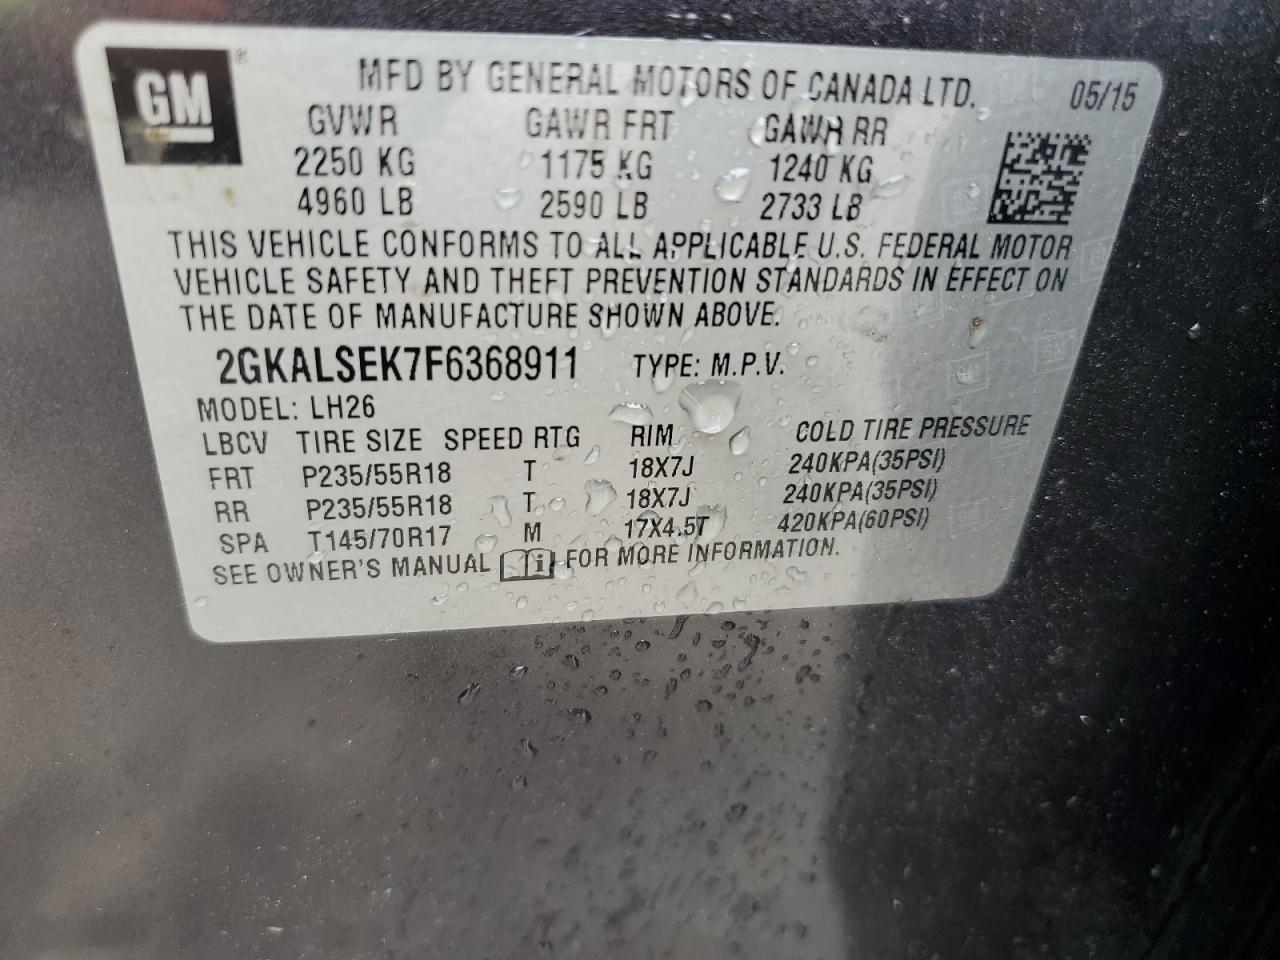 GM ®
MFD BY GENERAL MOTORS OF CANADA LTD. 05/15
GVWR GAWR FRT GAWR RR
2250 KG 1175 KG 1240 KG
4960 LB 2590 LB 2733 LB
THIS VEHICLE CONFORMS TO ALL APPLICABLE U.S. FEDERAL MOTOR
VEHICLE SAFETY AND THEFT PREVENTION STANDARDS IN EFFECT ON
THE DATE OF MANUFACTURE SHOWN ABOVE.
2GKALSEK7F6368911 TYPE: M.P.V.
MODEL: LH26
LBCV TIRE SIZE SPEED RTG RIM COLD TIRE PRESSURE
FRT P235/55R18 T 18X7J 240KPA(35PSI)
RR P235/55R18 T 18X7J 240KPA(35PSI)
SPA T145/70R17 M 17X4.5T 420KPA(60PSI)
SEE OWNER'S MANUAL i FOR MORE INFORMATION.